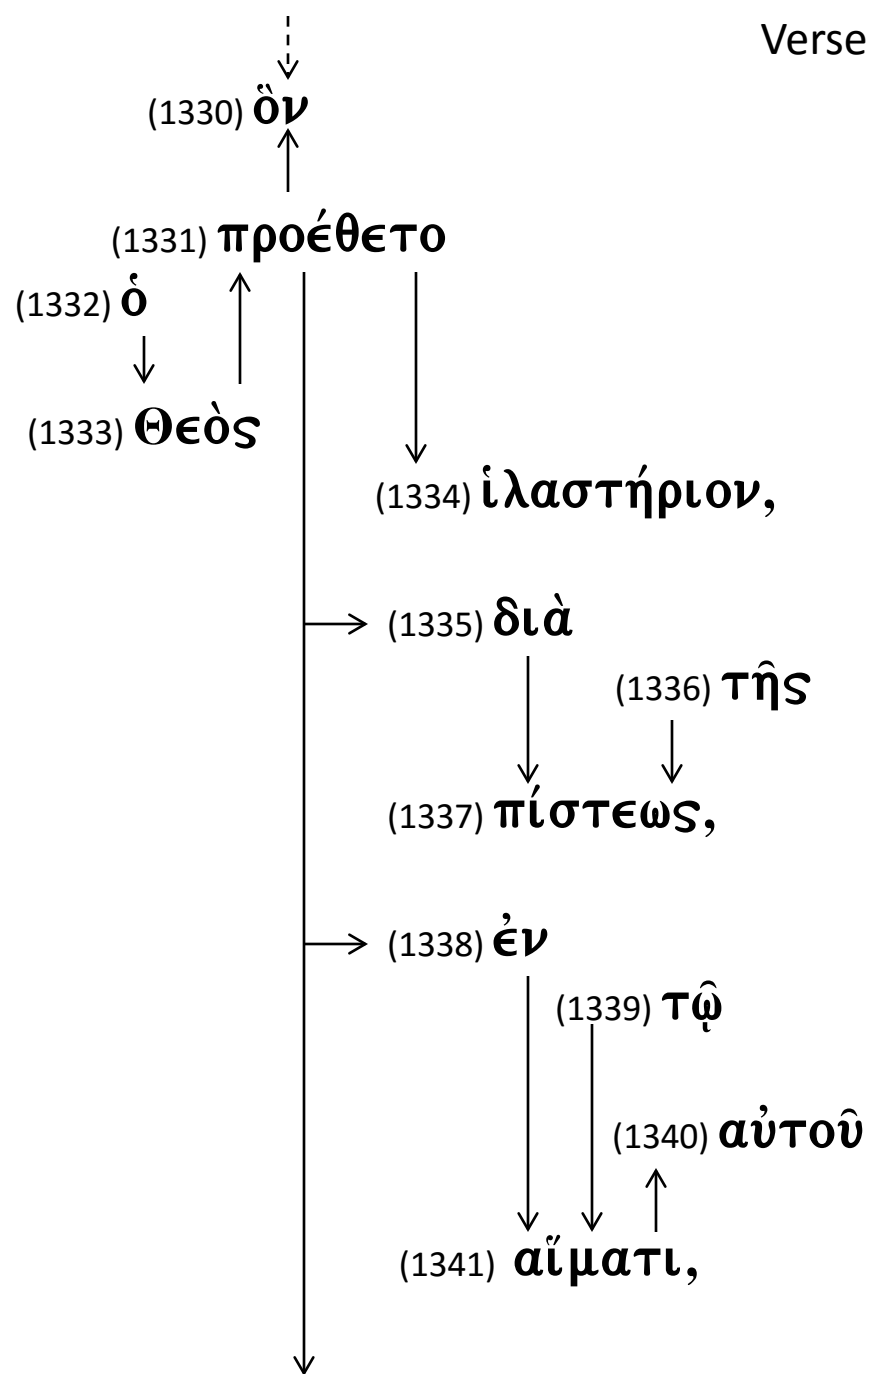 Verse
(1330) ὃν
(1331) προέθετο
(1332) ὁ
(1333) Θεὸς
(1334) ἱλαστήριον,
(1335) διὰ
(1336) τῆς
(1337) πίστεως,
(1338) ἐν
(1339) τῷ
(1340) αὐτοῦ
(1341) αἵματι,